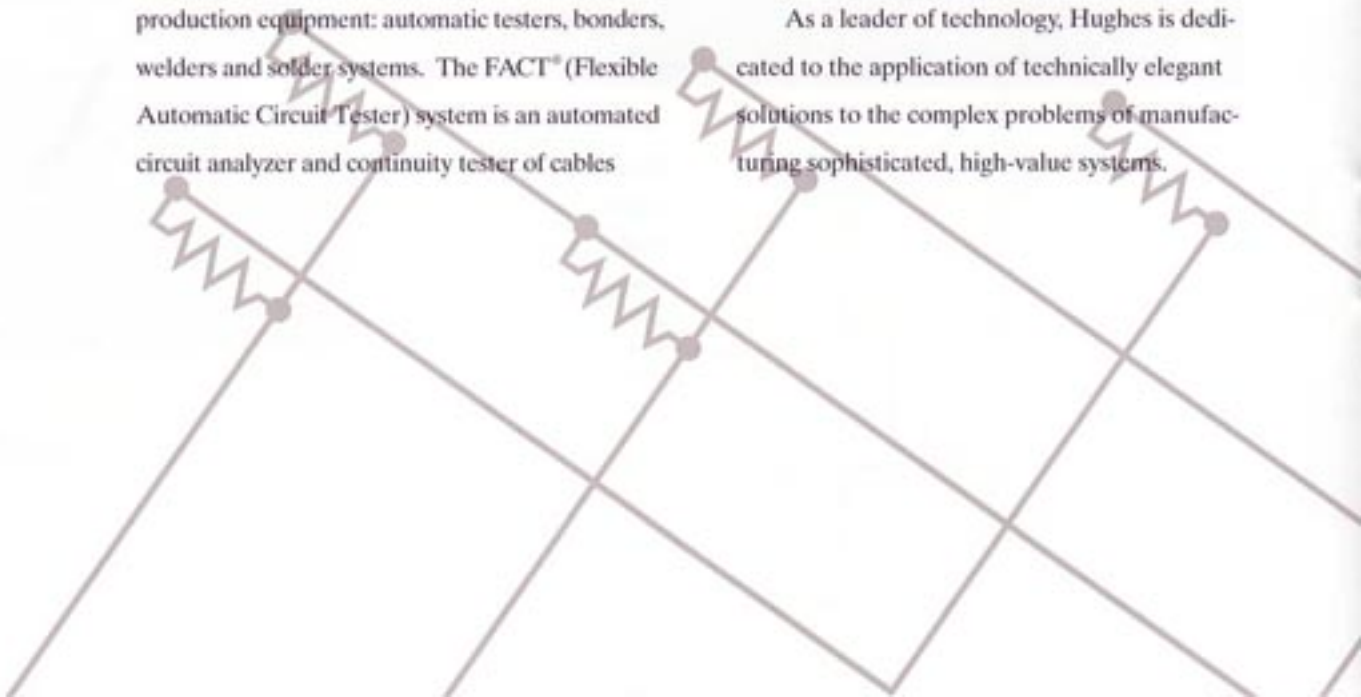 production equipment: automatic testers, bonders,
welders and solder systems. The FACT® (Flexible
Automatic Circuit Tester) system is an automated
circuit analyzer and continuity tester of cables
As a leader of technology, Hughes is dedi-
cated to the application of technically elegant
solutions to the complex problems of manufac-
turing sophisticated, high-value systems.